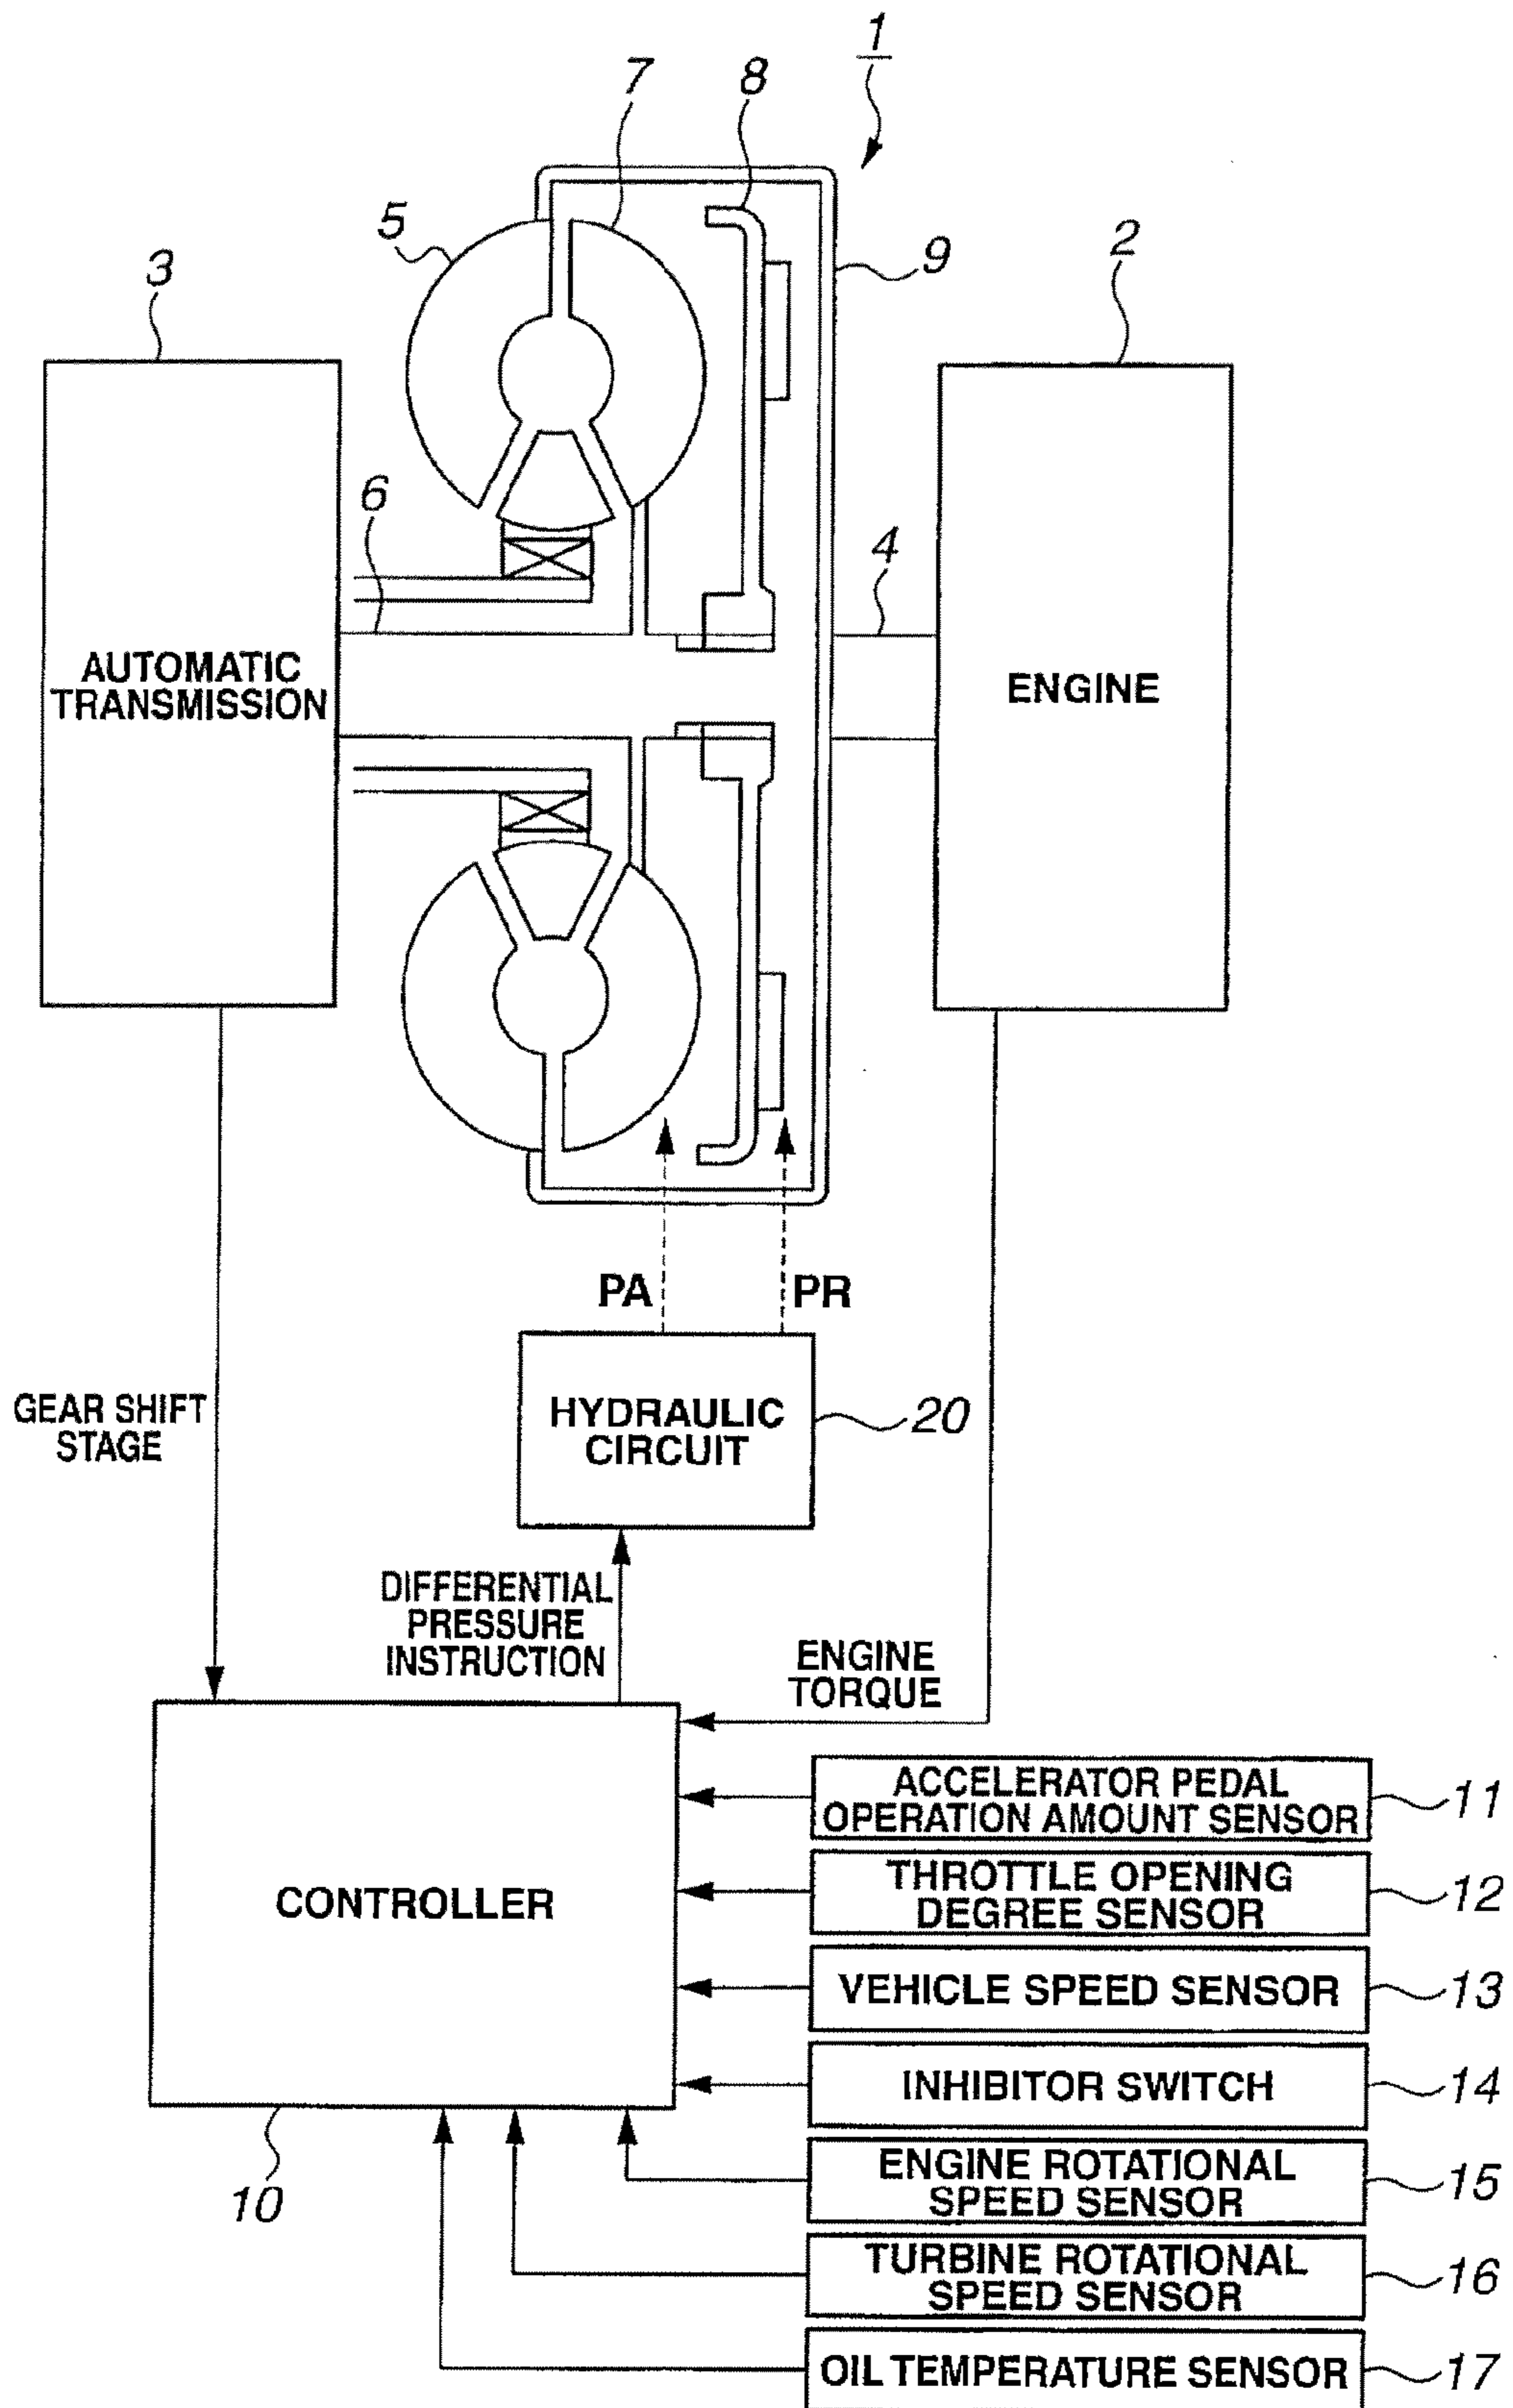 1
7
8
5
9
2
3
6
4
AUTOMATIC
TRANSMISSION
ENGINE
PA
PR
HYDRAULIC
CIRCUIT
20
GEAR SHIFT
STAGE
DIFFERENTIAL
PRESSURE
INSTRUCTION
ENGINE
TORQUE
CONTROLLER
10
ACCELERATOR PEDAL
OPERATION AMOUNT SENSOR
11
THROTTLE OPENING
DEGREE SENSOR
12
VEHICLE SPEED SENSOR
13
INHIBITOR SWITCH
14
ENGINE ROTATIONAL
SPEED SENSOR
15
TURBINE ROTATIONAL
SPEED SENSOR
16
OIL TEMPERATURE SENSOR
17